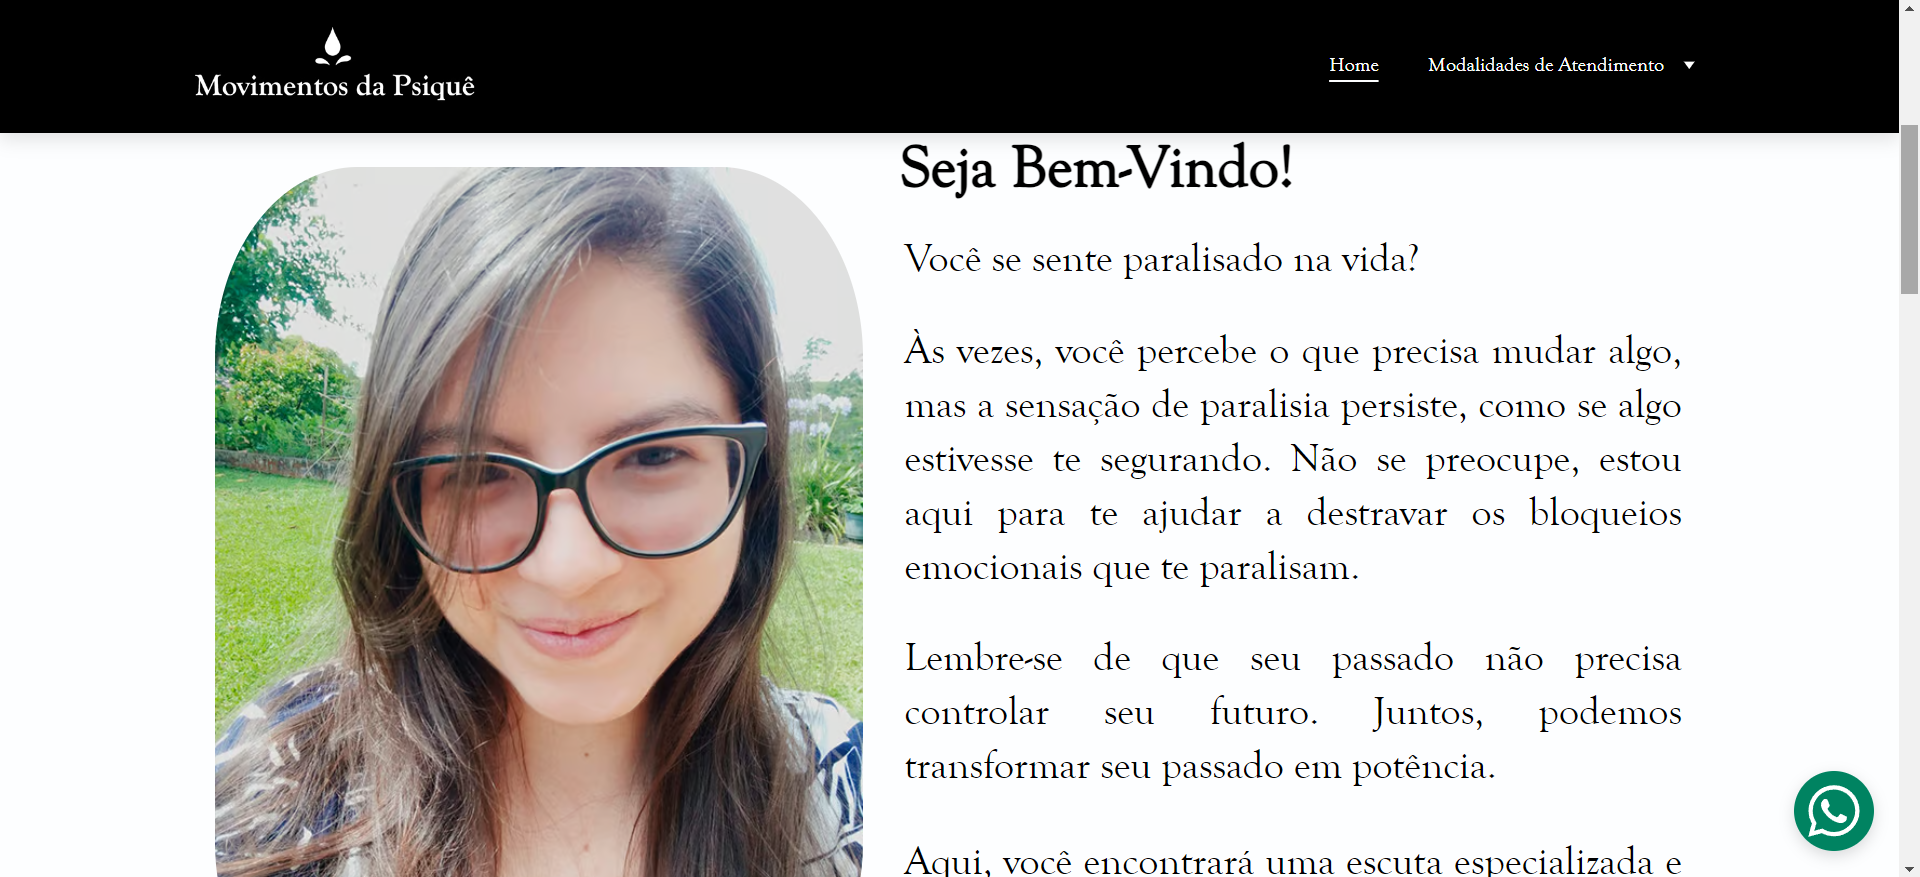 Movimentos da Psiquê
Home
Modalidades de Atendimento
Seja Bem-Vindo!
Você se sente paralisado na vida?
Às vezes, você percebe o que precisa mudar algo,
mas a sensação de paralisia persiste, como se algo
estivesse te segurando. Não se preocupe, estou
aqui para te ajudar a destravar os bloqueios
emocionais que te paralisam.
Lembre-se de que seu passado não precisa
controlar seu futuro. Juntos, podemos
transformar seu passado em potência.
Aqui, você encontrará uma escuta especializada e